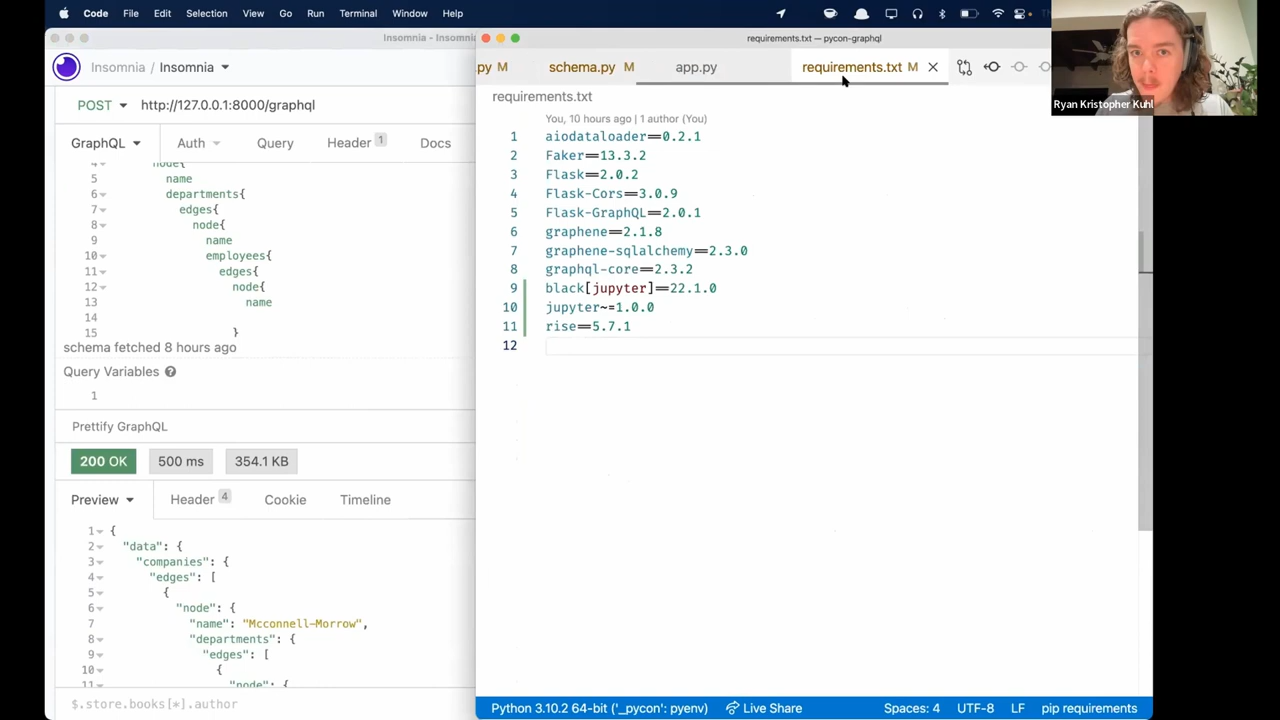 Code File Edit Selection View Go Run Terminal Window Help
Insomnia – Insomni
Insomnia / Insomnia
POST http://127.0.0.1:8000/graphql
GraphQL Auth Query Header 1 Docs
4 node{
5 name
6 departments{
7 edges{
8 node{
9 name
10 employees{
11 edges{
12 node{
13 name
14
15 }
schema fetched 8 hours ago
Query Variables
1
Prettify GraphQL
200 OK 500 ms 354.1 KB
Preview Header 4 Cookie Timeline
1 {
2 "data": {
3 "companies": {
4 "edges": [
5 {
6 "node": {
7 "name": "Mcconnell-Morrow",
8 "departments": {
9 "edges": [
10 {
11 "node": {
$.store.books[*].author
requirements.txt — pycon-graphql
.py M schema.py M app.py requirements.txt M
requirements.txt
You, 10 hours ago | 1 author (You)
1 aiodataloader==0.2.1
2 Faker==13.3.2
3 Flask==2.0.2
4 Flask-Cors==3.0.9
5 Flask-GraphQL==2.0.1
6 graphene==2.1.8
7 graphene-sqlalchemy==2.3.0
8 graphql-core==2.3.2
9 black[jupyter]==22.1.0
10 jupyter~=1.0.0
11 rise==5.7.1
12
Python 3.10.2 64-bit ('_pycon': pyenv) Live Share Spaces: 4 UTF-8 LF pip requirements
Ryan Kristopher Kuhl